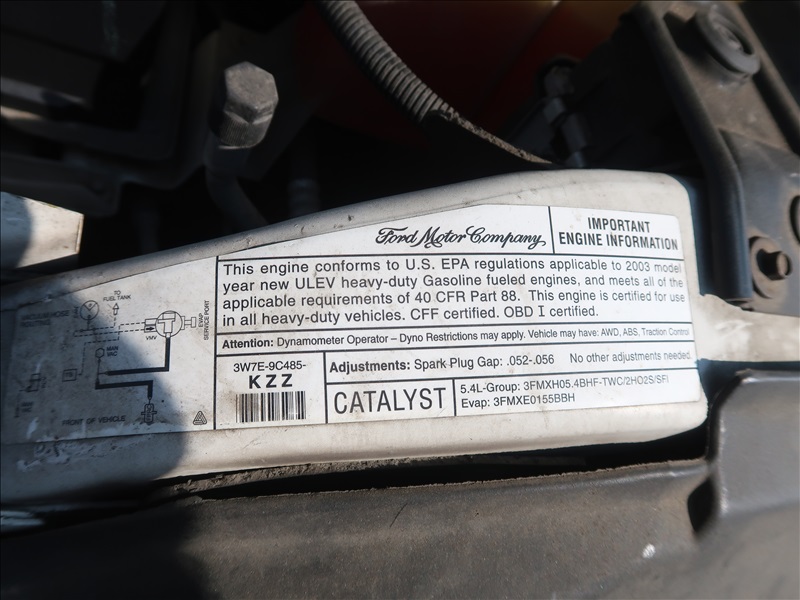 Ford Motor Company
IMPORTANT
ENGINE INFORMATION
This engine conforms to U.S. EPA regulations applicable to 2003 model
year new ULEV heavy-duty Gasoline fueled engines, and meets all of the
applicable requirements of 40 CFR Part 88. This engine is certified for use
in all heavy-duty vehicles. CFF certified. OBD I certified.
Attention: Dynamometer Operator – Dyno Restrictions may apply. Vehicle may have: AWD, ABS, Traction Control
TO
FUEL TANK
EVAP
SERVICE PORT
VMV
FRONT OF VEHICLE
3W7E-9C485-
KZZ
Adjustments: Spark Plug Gap: .052-.056 No other adjustments needed.
CATALYST
5.4L-Group: 3FMXH05.4BHF-TWC/2HO2S/SFI
Evap: 3FMXE0155BBH